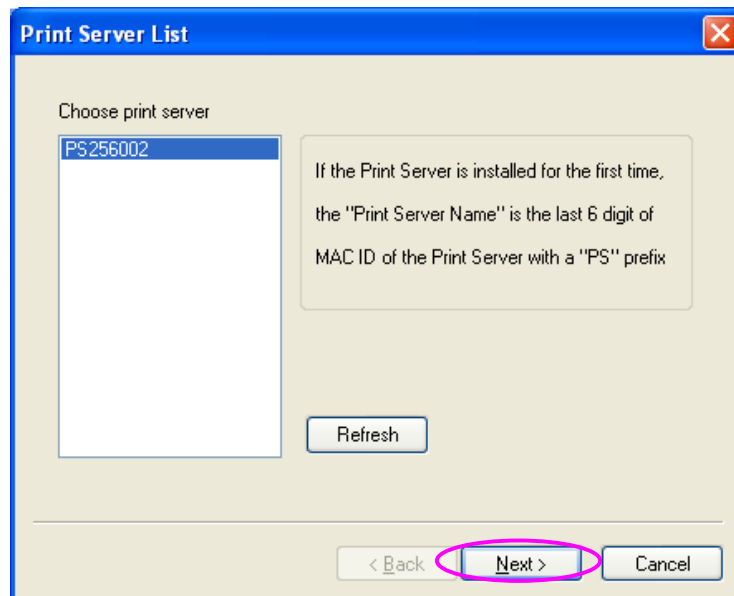 Print Server List
Choose print server
PS256002
If the Print Server is installed for the first time,
the "Print Server Name" is the last 6 digit of
MAC ID of the Print Server with a "PS" prefix
Refresh
< Back
Next >
Cancel